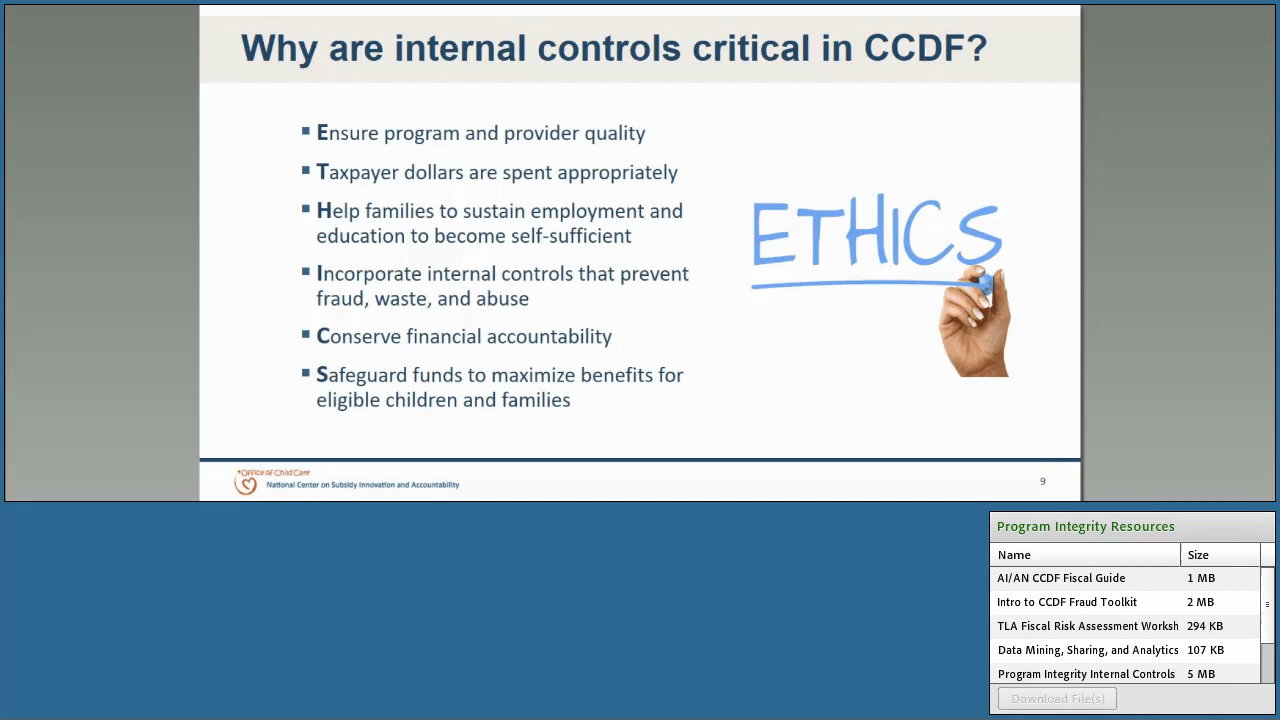 Why are internal controls critical in CCDF?
Ensure program and provider quality
Taxpayer dollars are spent appropriately
Help families to sustain employment and
education to become self-sufficient
Incorporate internal controls that prevent
fraud, waste, and abuse
Conserve financial accountability
Safeguard funds to maximize benefits for
eligible children and families
ETHICS
Office of Child Care
National Center on Subsidy Innovation and Accountability
9
Program Integrity Resources
Name Size
AI/AN CCDF Fiscal Guide 1 MB
Intro to CCDF Fraud Toolkit 2 MB
TLA Fiscal Risk Assessment Worksh 294 KB
Data Mining, Sharing, and Analytics 107 KB
Program Integrity Internal Controls 5 MB
Download File(s)